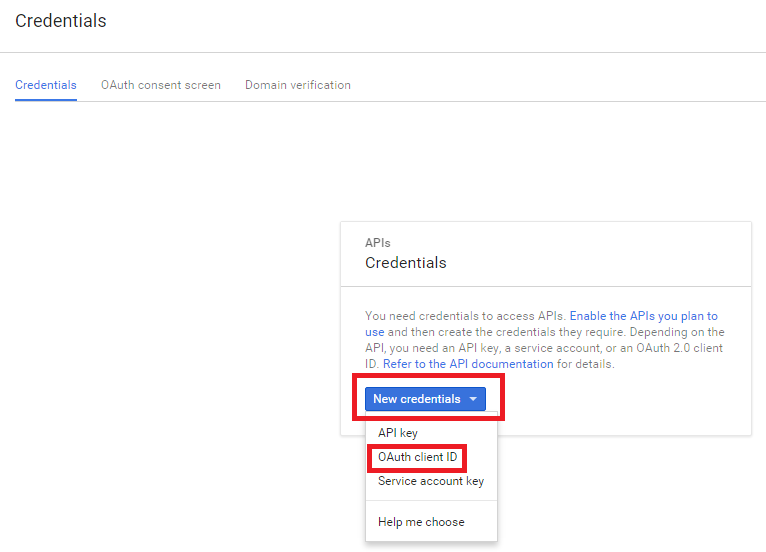 Credentials
Credentials OAuth consent screen Domain verification
APIs
Credentials
You need credentials to access APIs. Enable the APIs you plan to
use and then create the credentials they require. Depending on the
API, you need an API key, a service account, or an OAuth 2.0 client
ID. Refer to the API documentation for details.
New credentials
API key
OAuth client ID
Service account key
Help me choose